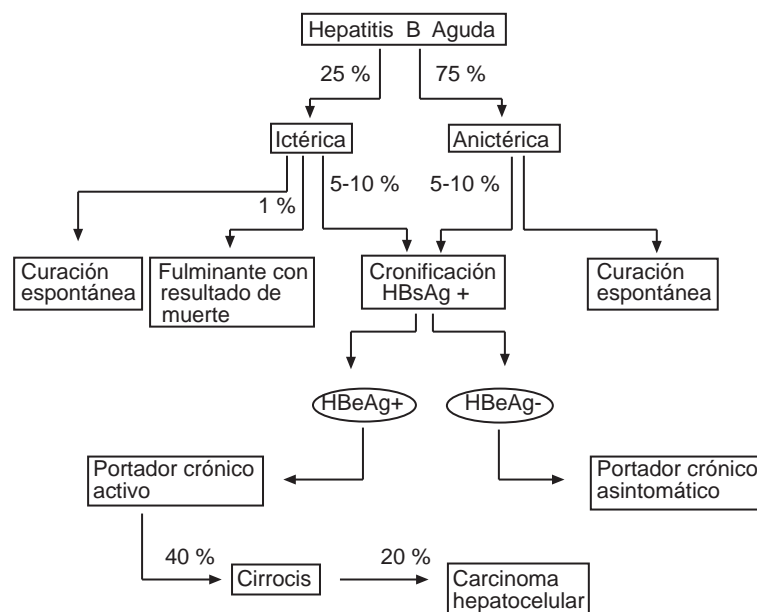 Hepatitis B Aguda
25 %
75 %
Ictérica
Anictérica
1 %
5-10 %
5-10 %
Curación
espontánea
Fulminante con
resultado de
muerte
Cronificación
HBsAg +
Curación
espontánea
HBeAg+
HBeAg-
Portador crónico
activo
Portador crónico
asintomático
40 %
Cirrocis
20 %
Carcinoma
hepatocelular